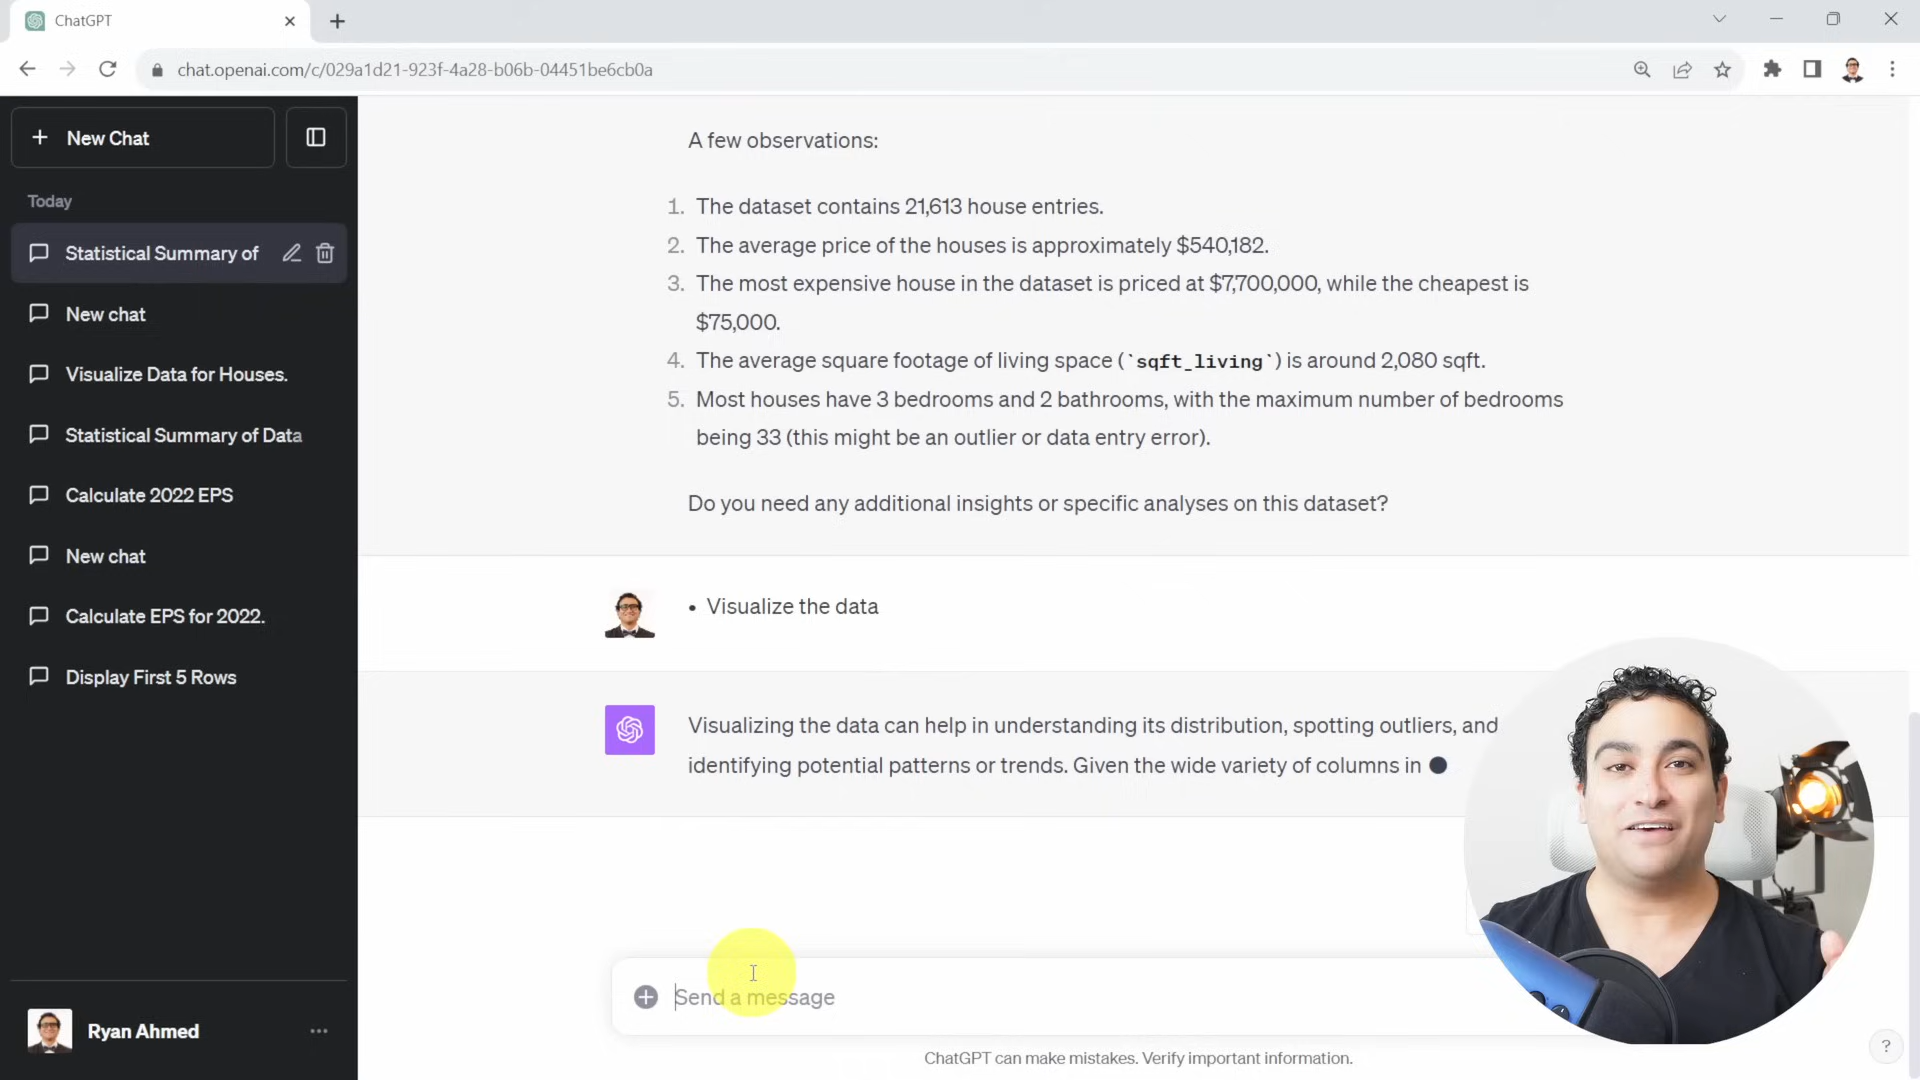 ChatGPT
chat.openai.com/c/029a1d21-923f-4a28-b06b-04451be6cb0a
New Chat
Today
Statistical Summary of
New chat
Visualize Data for Houses.
Statistical Summary of Data
Calculate 2022 EPS
New chat
Calculate EPS for 2022.
Display First 5 Rows
Ryan Ahmed
A few observations:
1. The dataset contains 21,613 house entries.
2. The average price of the houses is approximately $540,182.
3. The most expensive house in the dataset is priced at $7,700,000, while the cheapest is
$75,000.
4. The average square footage of living space (`sqft_living`) is around 2,080 sqft.
5. Most houses have 3 bedrooms and 2 bathrooms, with the maximum number of bedrooms
being 33 (this might be an outlier or data entry error).
Do you need any additional insights or specific analyses on this dataset?
• Visualize the data
Visualizing the data can help in understanding its distribution, spotting outliers, and
identifying potential patterns or trends. Given the wide variety of columns in
Send a message
ChatGPT can make mistakes. Verify important information.
?